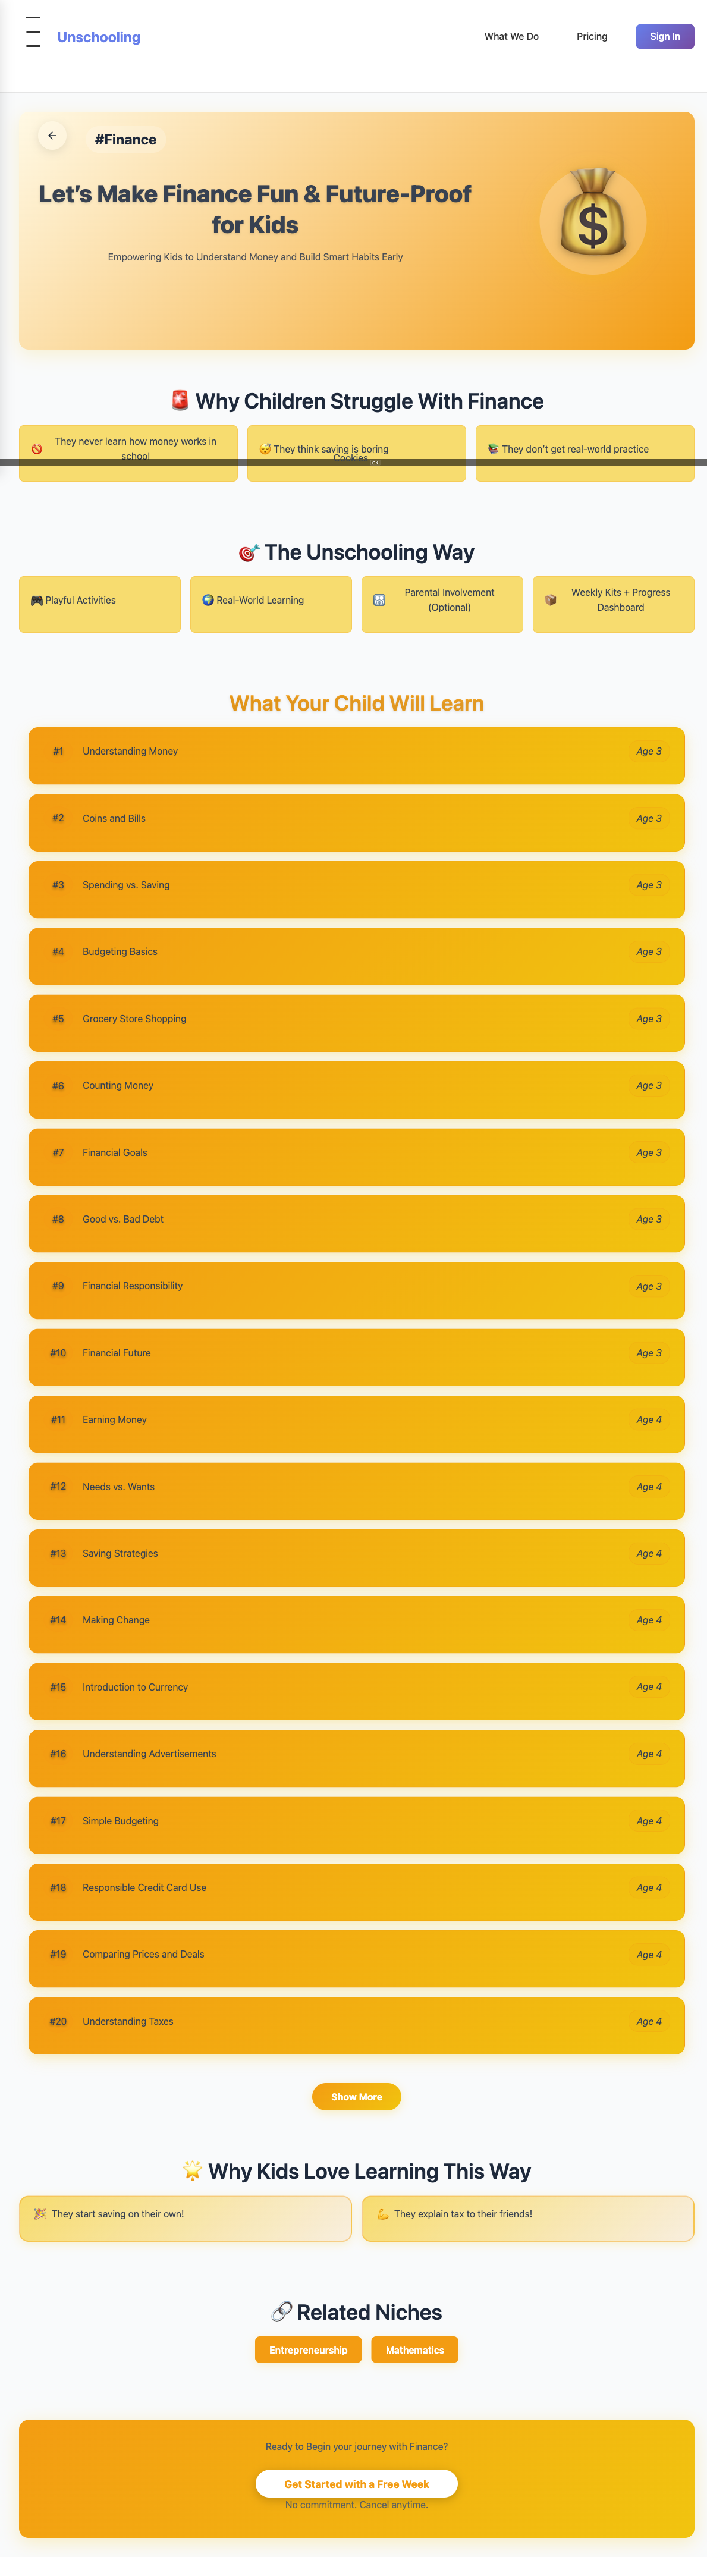 Unschooling
What We Do
Pricing
Sign In
#Finance
Let's Make Finance Fun & Future-Proof
for Kids
Empowering Kids to Understand Money and Build Smart Habits Early
Why Children Struggle With Finance
They never learn how money works in
school
They think saving is boring
They don't get real-world practice
Cookies
OK
The Unschooling Way
Playful Activities
Real-World Learning
Parental Involvement
(Optional)
Weekly Kits + Progress
Dashboard
What Your Child Will Learn
#1 Understanding Money Age 3
#2 Coins and Bills Age 3
#3 Spending vs. Saving Age 3
#4 Budgeting Basics Age 3
#5 Grocery Store Shopping Age 3
#6 Counting Money Age 3
#7 Financial Goals Age 3
#8 Good vs. Bad Debt Age 3
#9 Financial Responsibility Age 3
#10 Financial Future Age 3
#11 Earning Money Age 4
#12 Needs vs. Wants Age 4
#13 Saving Strategies Age 4
#14 Making Change Age 4
#15 Introduction to Currency Age 4
#16 Understanding Advertisements Age 4
#17 Simple Budgeting Age 4
#18 Responsible Credit Card Use Age 4
#19 Comparing Prices and Deals Age 4
#20 Understanding Taxes Age 4
Show More
Why Kids Love Learning This Way
They start saving on their own!
They explain tax to their friends!
Related Niches
Entrepreneurship
Mathematics
Ready to Begin your journey with Finance?
Get Started with a Free Week
No commitment. Cancel anytime.